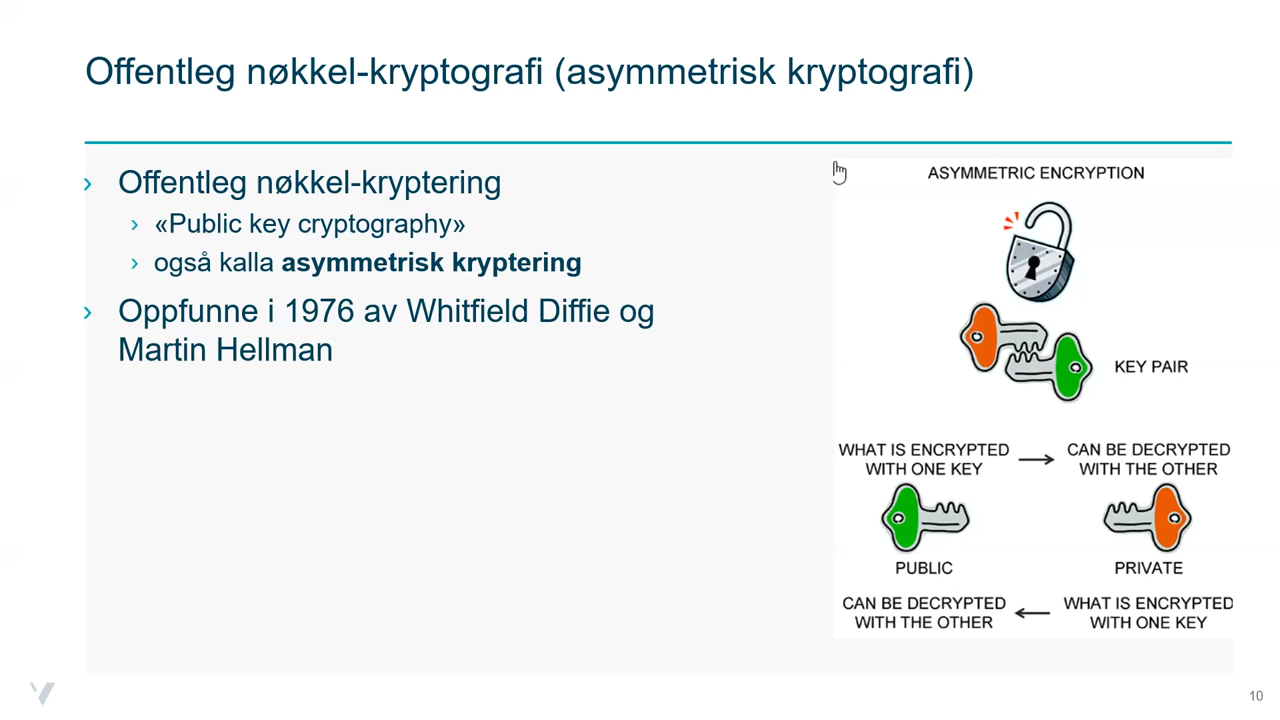 Offentleg nøkkel-kryptografi (asymmetrisk kryptografi)
› Offentleg nøkkel-kryptering
› «Public key cryptography»
› også kalla asymmetrisk kryptering
› Oppfunne i 1976 av Whitfield Diffie og
Martin Hellman
ASYMMETRIC ENCRYPTION
KEY PAIR
WHAT IS ENCRYPTED
WITH ONE KEY
CAN BE DECRYPTED
WITH THE OTHER
PUBLIC
PRIVATE
CAN BE DECRYPTED
WITH THE OTHER
WHAT IS ENCRYPTED
WITH ONE KEY
10